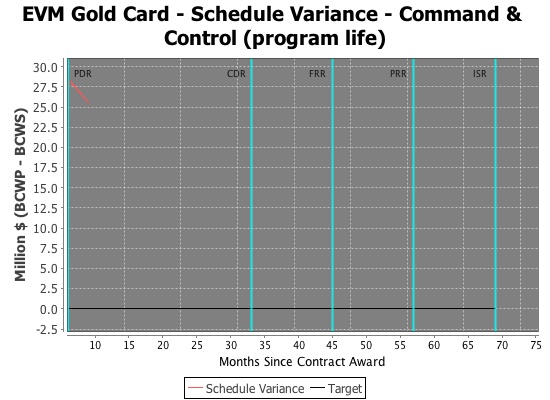 EVM Gold Card - Schedule Variance - Command &
Control (program life)
Million $ (BCWP - BCWS)
30.0
27.5
25.0
22.5
20.0
17.5
15.0
12.5
10.0
7.5
5.0
2.5
0.0
-2.5
PDR CDR FRR PRR ISR
10 15 20 25 30 35 40 45 50 55 60 65 70 75
Months Since Contract Award
Schedule Variance Target